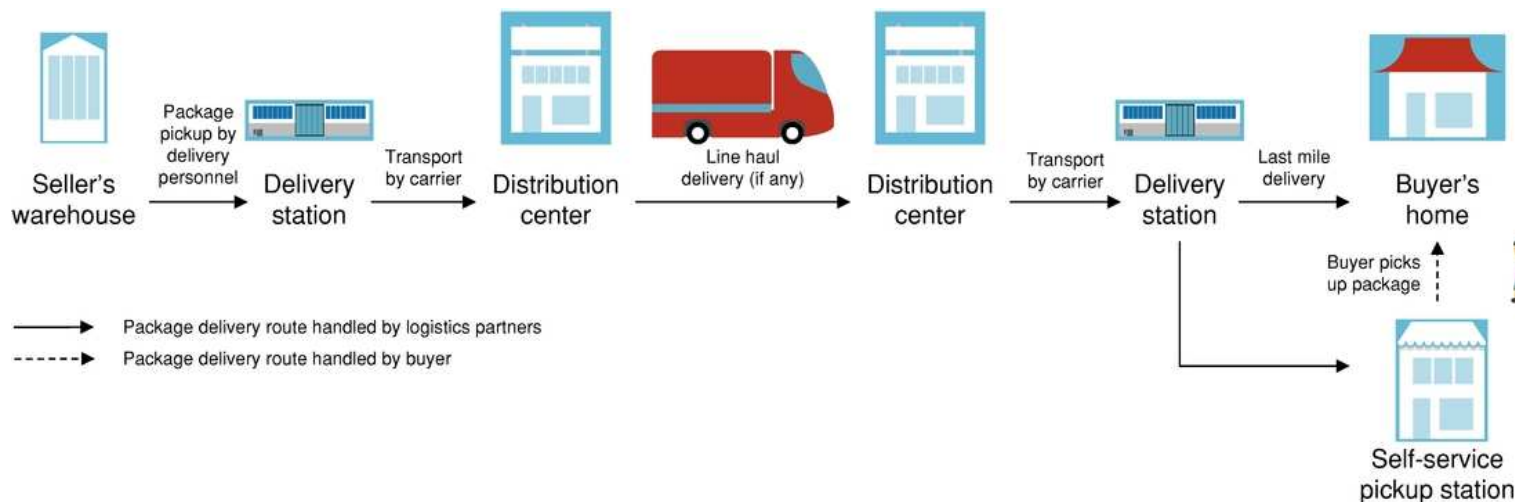 Seller's
warehouse
Package
pickup by
delivery
personnel
Delivery
station
Transport
by carrier
Distribution
center
Line haul
delivery (if any)
Distribution
center
Transport
by carrier
Delivery
station
Last mile
delivery
Buyer's
home
Buyer picks
up package
Self-service
pickup station
Package delivery route handled by logistics partners
Package delivery route handled by buyer